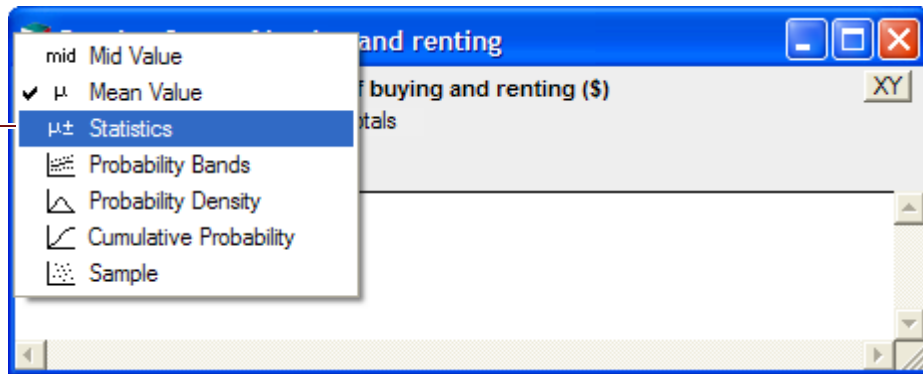 and renting
mid Mid Value
✔ μ Mean Value
buying and renting ($)
XY
μ± Statistics
Probability Bands
Probability Density
Cumulative Probability
Sample